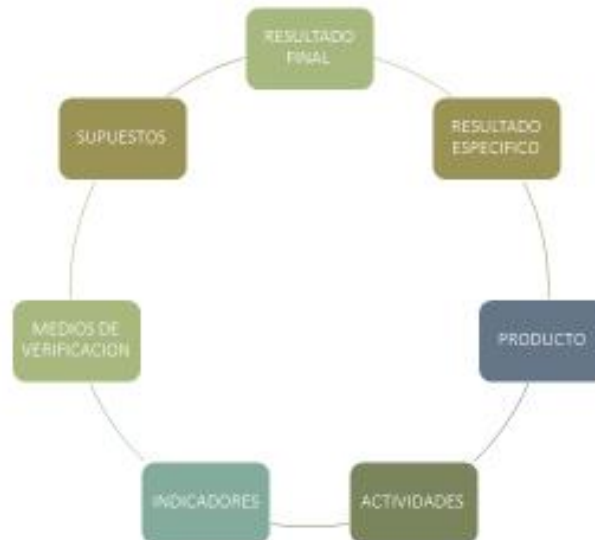 RESULTADO
FINAL
RESULTADO
ESPECIFICO
PRODUCTO
ACTIVIDADES
INDICADORES
MEDIOS DE
VERIFICACION
SUPUESTOS